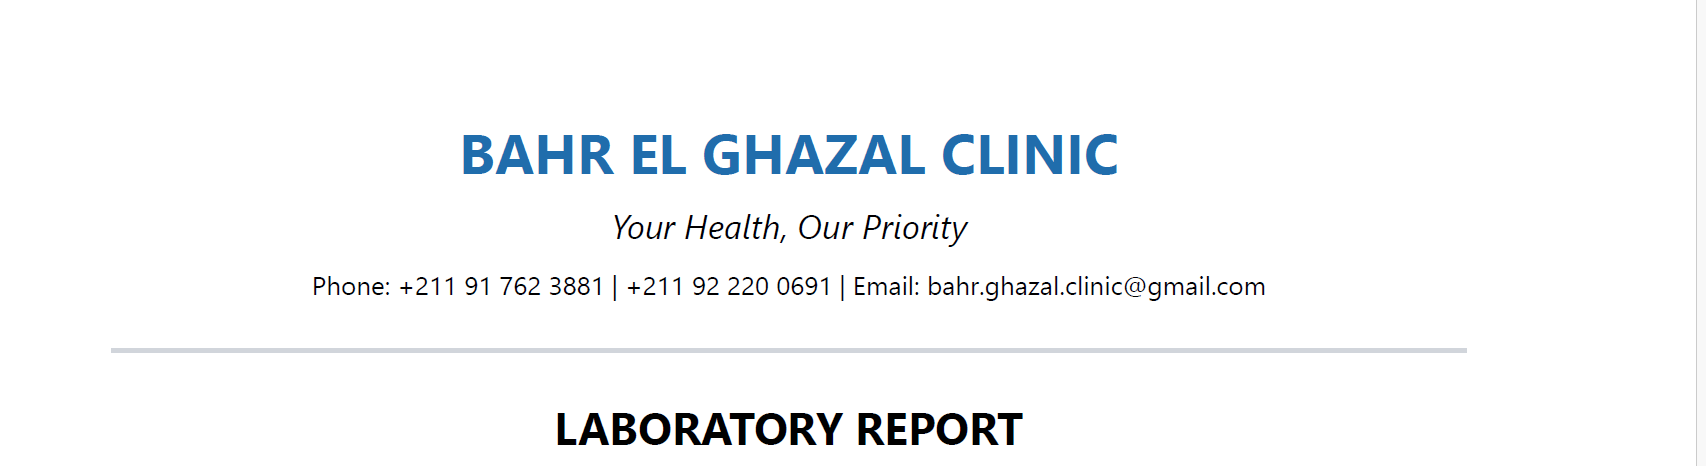 BAHR EL GHAZAL CLINIC
Your Health, Our Priority
Phone: +211 91 762 3881 | +211 92 220 0691 | Email: bahr.ghazal.clinic@gmail.com
LABORATORY REPORT